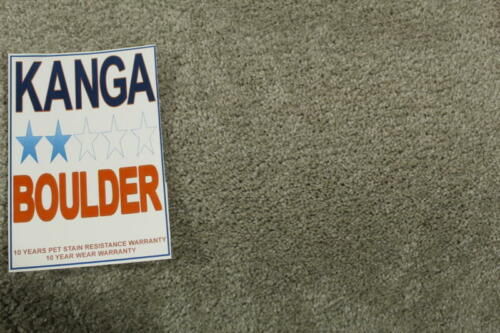 KANGA
BOULDER
10 YEARS PET STAIN RESISTANCE WARRANTY
10 YEAR WEAR WARRANTY